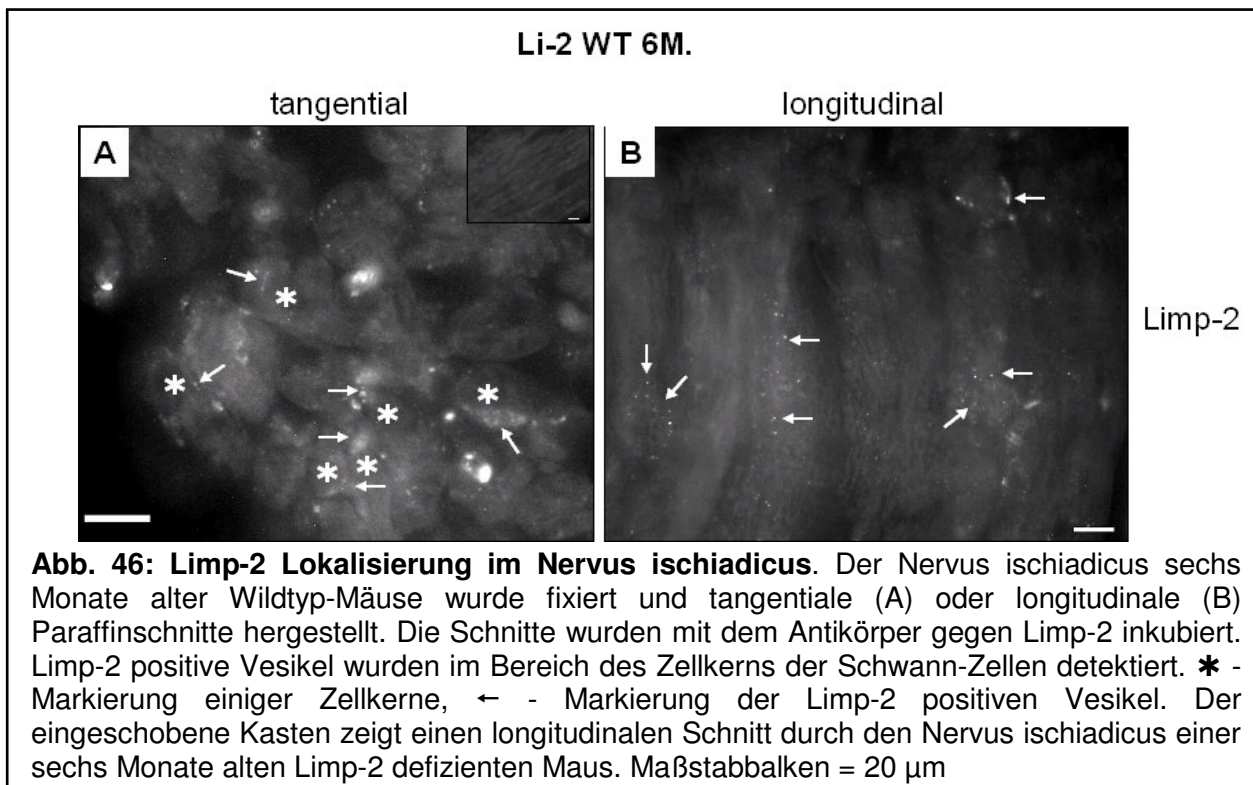 Li-2 WT 6M.
tangential
longitudinal
A
B
Limp-2
Abb. 46: Limp-2 Lokalisierung im Nervus ischiadicus. Der Nervus ischiadicus sechs
Monate alter Wildtyp-Mäuse wurde fixiert und tangentiale (A) oder longitudinale (B)
Paraffinschnitte hergestellt. Die Schnitte wurden mit dem Antikörper gegen Limp-2 inkubiert.
Limp-2 positive Vesikel wurden im Bereich des Zellkerns der Schwann-Zellen detektiert. ✱ -
Markierung einiger Zellkerne, ← - Markierung der Limp-2 positiven Vesikel. Der
eingeschobene Kasten zeigt einen longitudinalen Schnitt durch den Nervus ischiadicus einer
sechs Monate alten Limp-2 defizienten Maus. Maßstabbalken = 20 µm